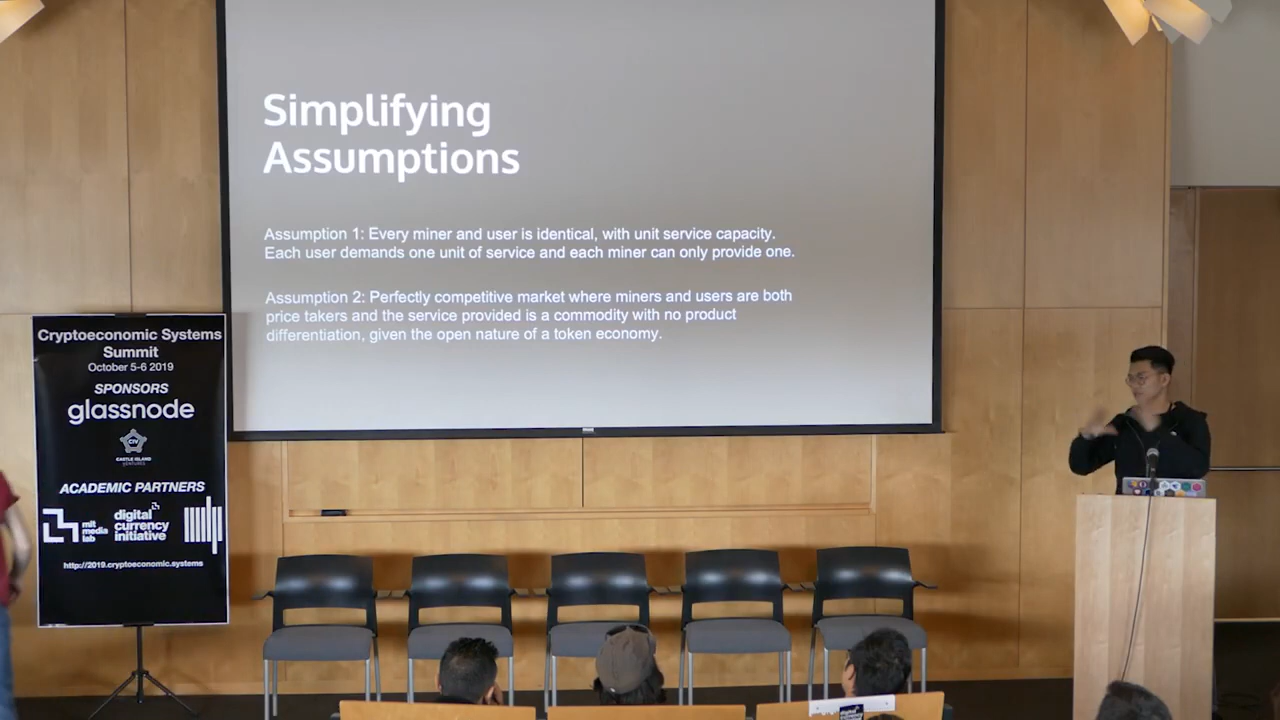 Simplifying
Assumptions
Assumption 1: Every miner and user is identical, with unit service capacity.
Each user demands one unit of service and each miner can only provide one.
Assumption 2: Perfectly competitive market where miners and users are both
price takers and the service provided is a commodity with no product
differentiation, given the open nature of a token economy.
Cryptoeconomic Systems
Summit
October 5-6 2019
SPONSORS
glassnode
CIV
CASTLE ISLAND
VENTURES
ACADEMIC PARTNERS
mit
media
lab
digital
currency
initiative
http://2019.cryptoeconomic.systems